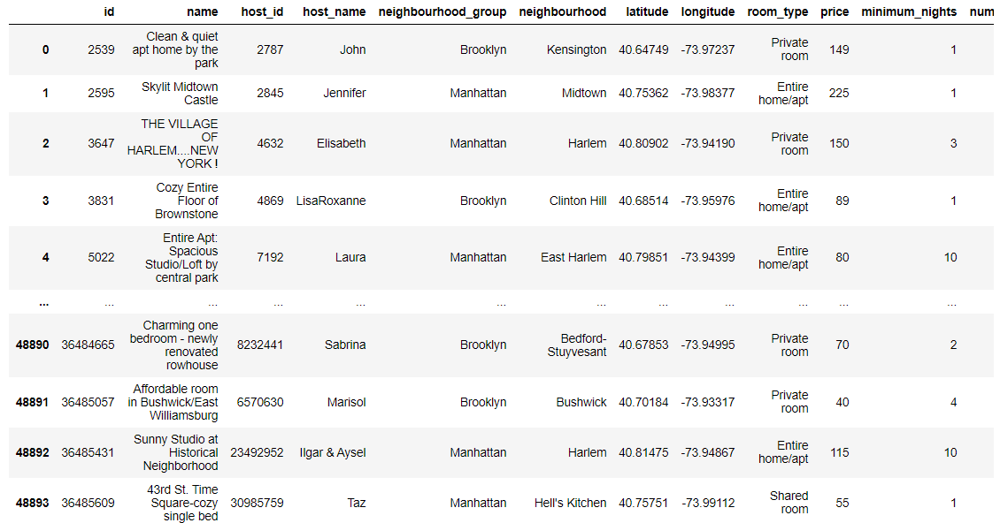 id name host_id host_name neighbourhood_group neighbourhood latitude longitude room_type price minimum_nights num
0 2539 Clean & quiet apt home by the park 2787 John Brooklyn Kensington 40.64749 -73.97237 Private room 149 1
1 2595 Skylit Midtown Castle 2845 Jennifer Manhattan Midtown 40.75362 -73.98377 Entire home/apt 225 1
2 3647 THE VILLAGE OF HARLEM....NEW YORK ! 4632 Elisabeth Manhattan Harlem 40.80902 -73.94190 Private room 150 3
3 3831 Cozy Entire Floor of Brownstone 4869 LisaRoxanne Brooklyn Clinton Hill 40.68514 -73.95976 Entire home/apt 89 1
4 5022 Entire Apt: Spacious Studio/Loft by central park 7192 Laura Manhattan East Harlem 40.79851 -73.94399 Entire home/apt 80 10
... ... ... ... ... ... ... ... ... ... ... ...
48890 36484665 Charming one bedroom - newly renovated rowhouse 8232441 Sabrina Brooklyn Bedford-Stuyvesant 40.67853 -73.94995 Private room 70 2
48891 36485057 Affordable room in Bushwick/East Williamsburg 6570630 Marisol Brooklyn Bushwick 40.70184 -73.93317 Private room 40 4
48892 36485431 Sunny Studio at Historical Neighborhood 23492952 Ilgar & Aysel Manhattan Harlem 40.81475 -73.94867 Entire home/apt 115 10
48893 36485609 43rd St. Time Square-cozy single bed 30985759 Taz Manhattan Hell's Kitchen 40.75751 -73.99112 Shared room 55 1